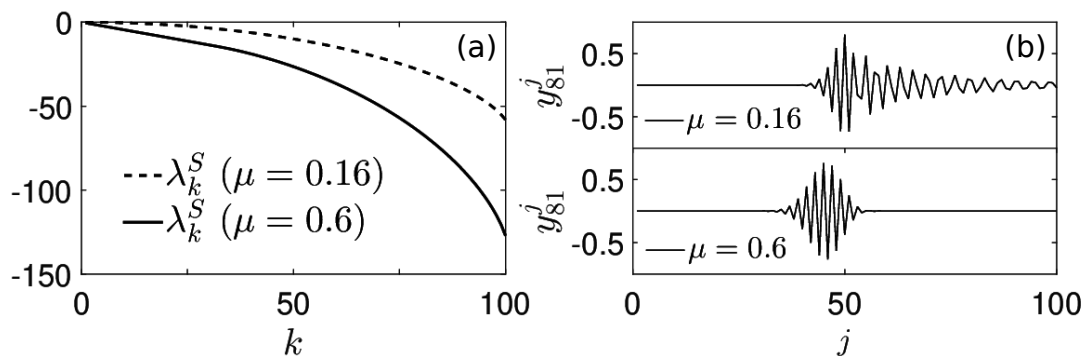 0
-50
-100
-150
(a)
λ_k^S (μ = 0.16)
λ_k^S (μ = 0.6)
0 50 100
k
y_81^j
0.5
-0.5
(b)
μ = 0.16
y_81^j
0.5
-0.5
μ = 0.6
0 50 100
j